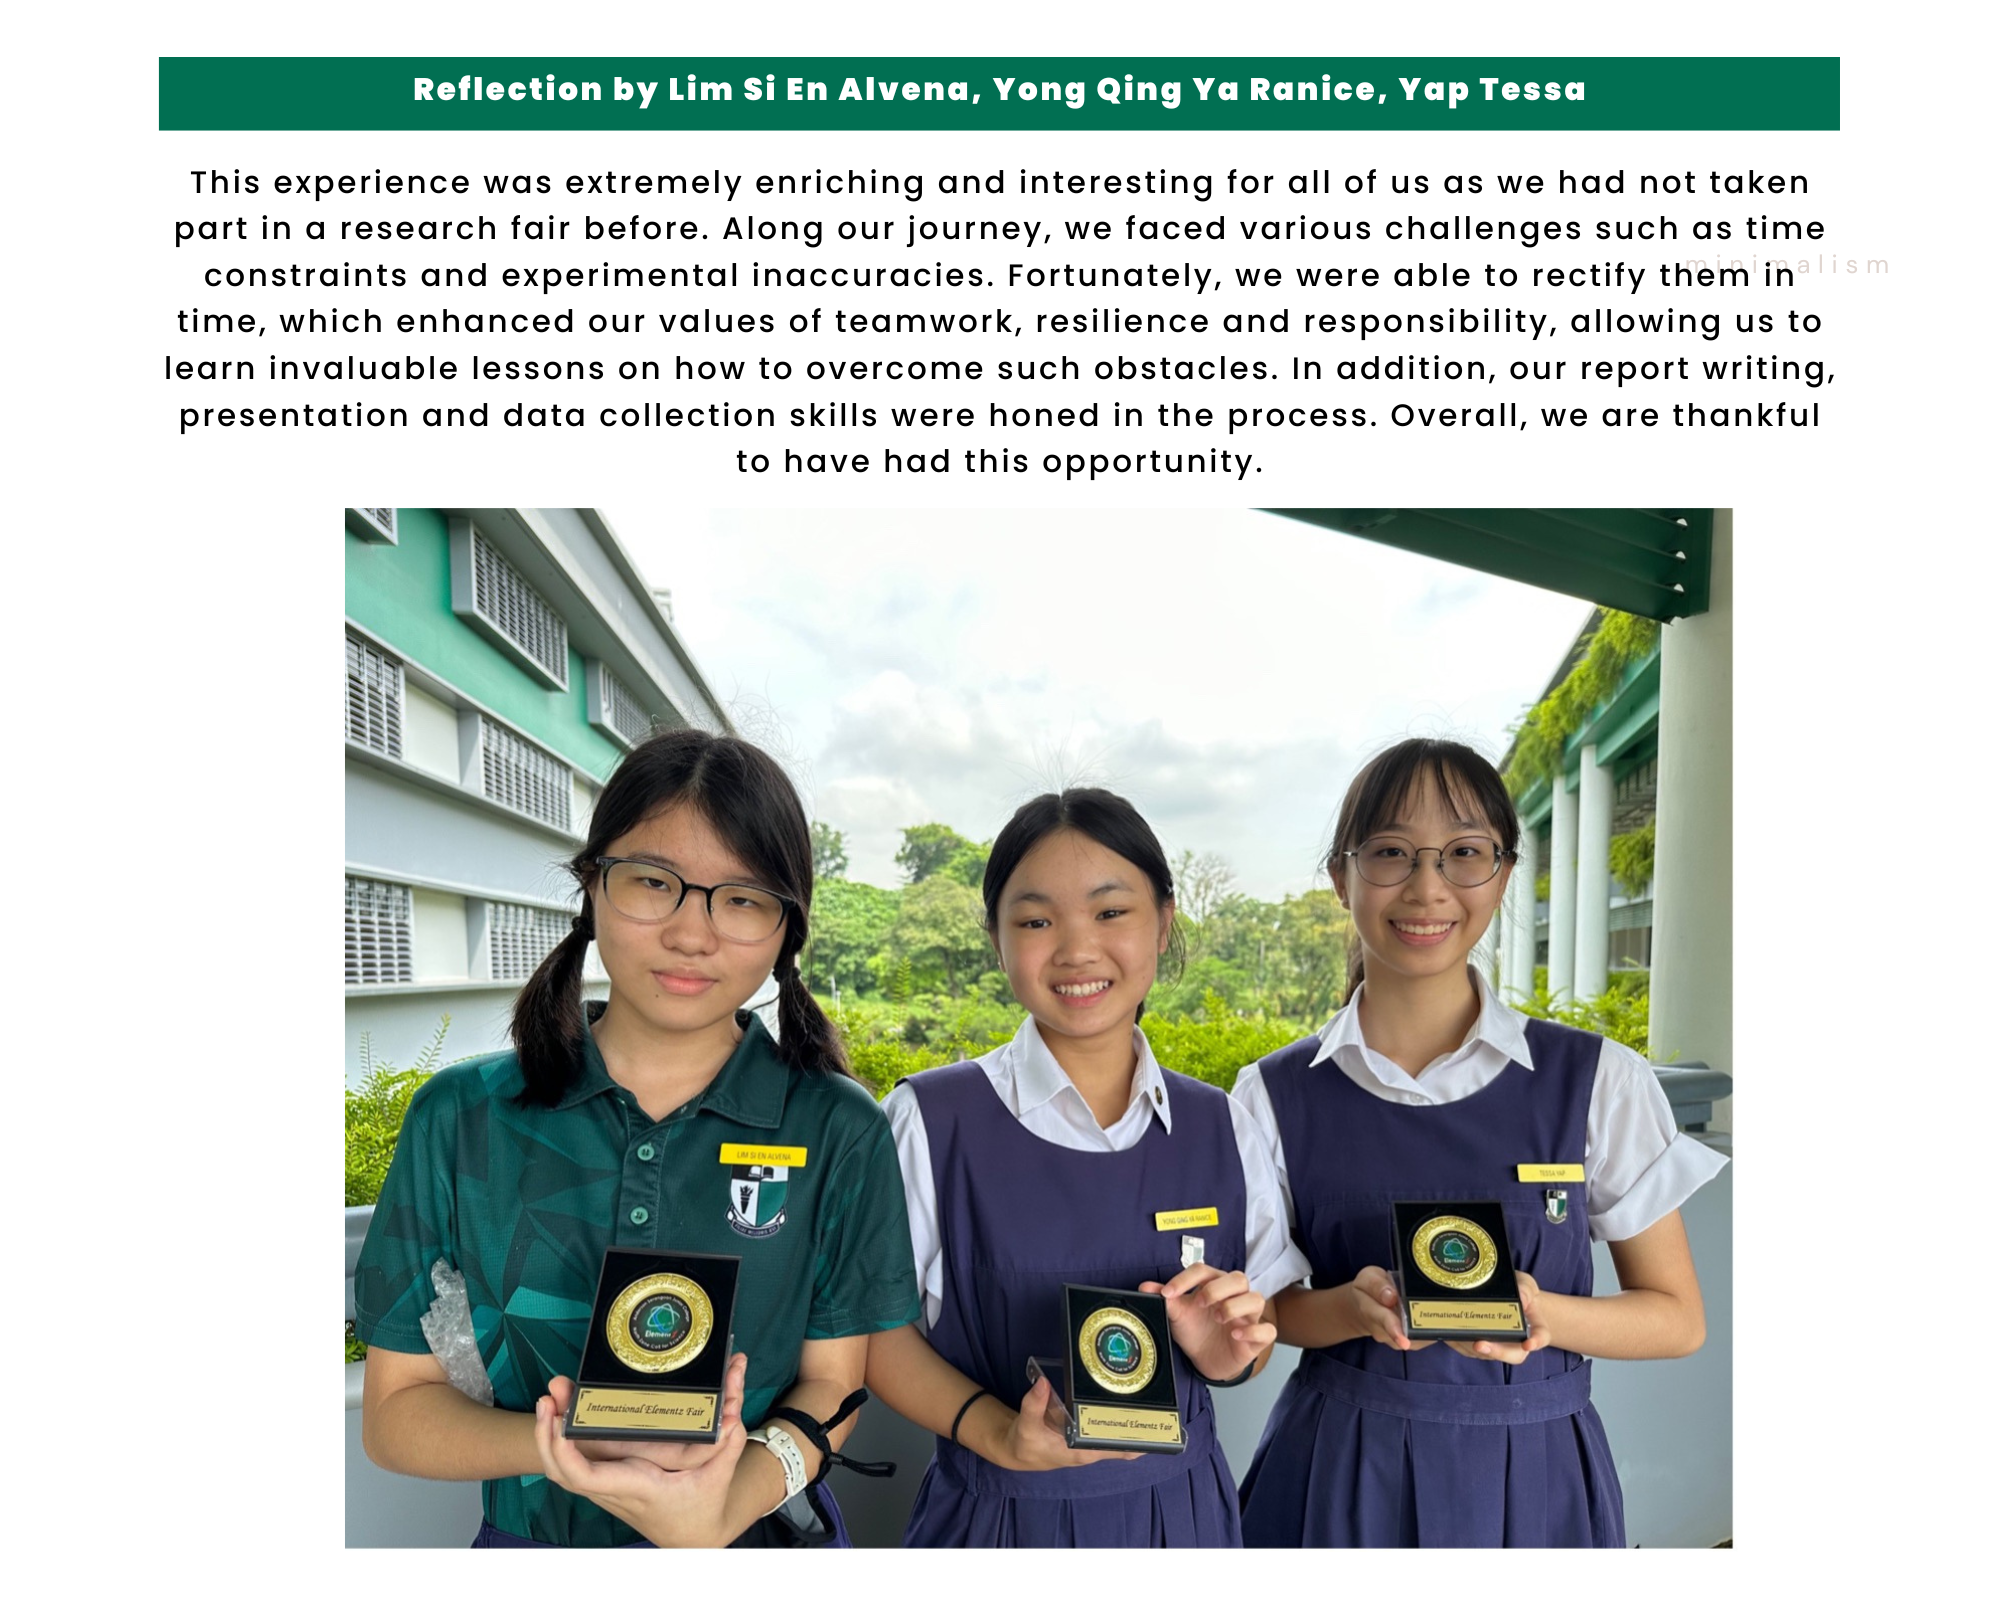 Reflection by Lim Si En Alvena, Yong Qing Ya Ranice, Yap Tessa
This experience was extremely enriching and interesting for all of us as we had not taken
part in a research fair before. Along our journey, we faced various challenges such as time
minimalism
constraints and experimental inaccuracies. Fortunately, we were able to rectify them in
time, which enhanced our values of teamwork, resilience and responsibility, allowing us to
learn invaluable lessons on how to overcome such obstacles. In addition, our report writing,
presentation and data collection skills were honed in the process. Overall, we are thankful
to have had this opportunity.
LIM SI EN ALVENA
YONG QING YA RANICE
TESSA YAP
Elementz
International Elementz Fair
Elementz
International Elementz Fair
Elementz
International Elementz Fair